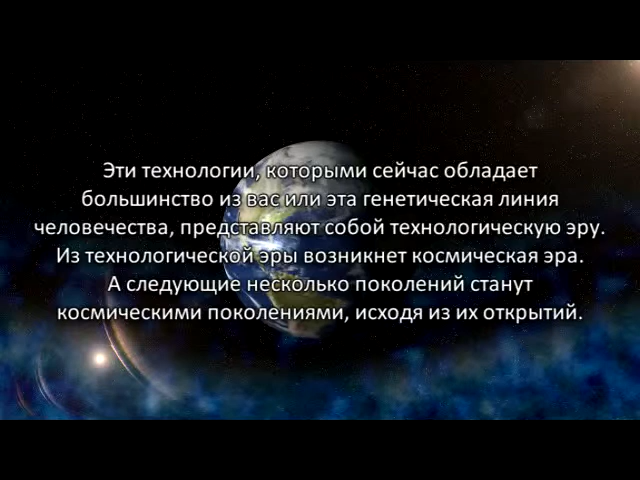 Эти технологии, которыми сейчас обладает
большинство из вас или эта генетическая линия
человечества, представляют собой технологическую эру.
Из технологической эры возникнет космическая эра.
А следующие несколько поколений станут
космическими поколениями, исходя из их открытий.